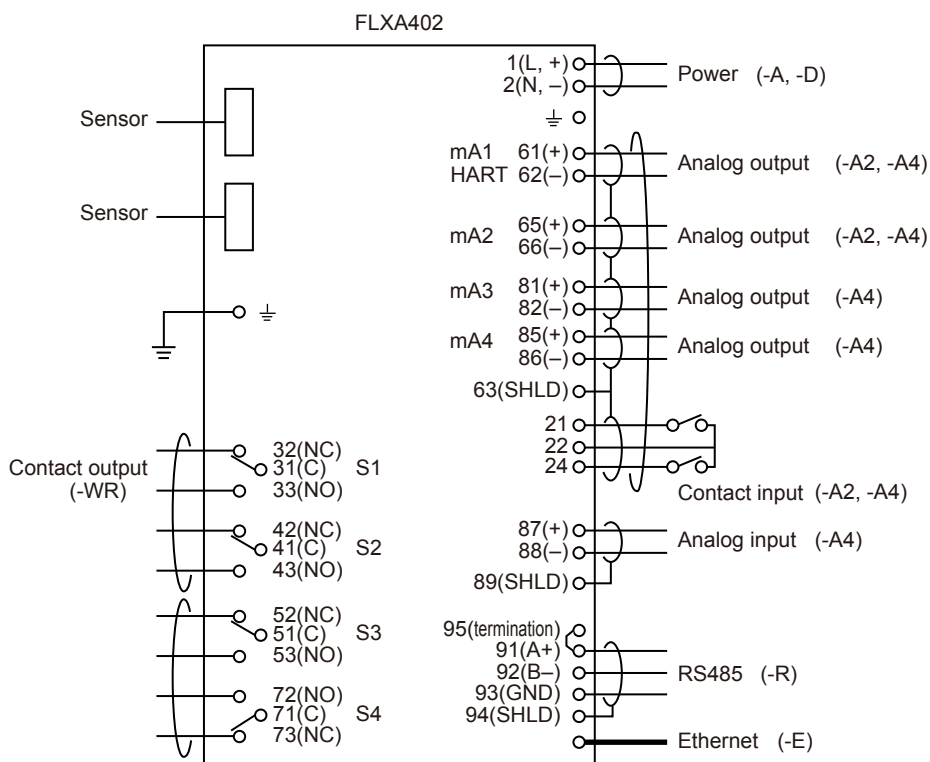 FLXA402
Sensor
Sensor
Contact output
(-WR)
32(NC)
31(C) S1
33(NO)
42(NC)
41(C) S2
43(NO)
52(NC)
51(C) S3
53(NO)
72(NO)
71(C) S4
73(NC)
1(L, +)
2(N, –)
Power (-A, -D)
mA1 61(+)
HART 62(–)
Analog output (-A2, -A4)
mA2
65(+)
66(–)
Analog output (-A2, -A4)
mA3
81(+)
82(–)
Analog output (-A4)
mA4
85(+)
86(–)
Analog output (-A4)
63(SHLD)
21
22
24
Contact input (-A2, -A4)
87(+)
88(–)
Analog input (-A4)
89(SHLD)
95(termination)
91(A+)
92(B–)
93(GND)
94(SHLD)
RS485 (-R)
Ethernet (-E)